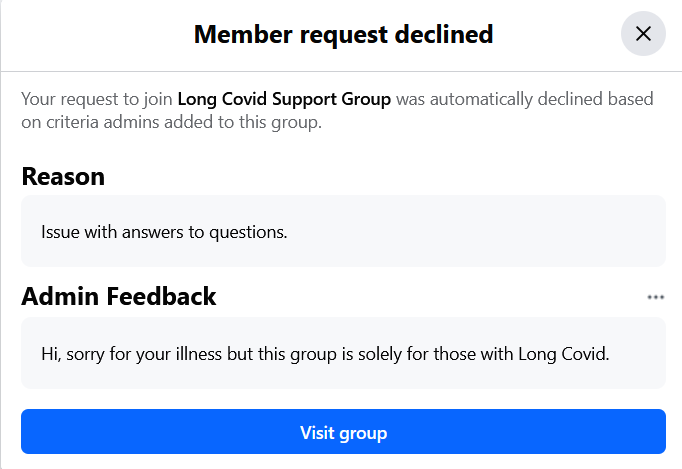 Member request declined
Your request to join Long Covid Support Group was automatically declined based
on criteria admins added to this group.
Reason
Issue with answers to questions.
Admin Feedback
Hi, sorry for your illness but this group is solely for those with Long Covid.
Visit group